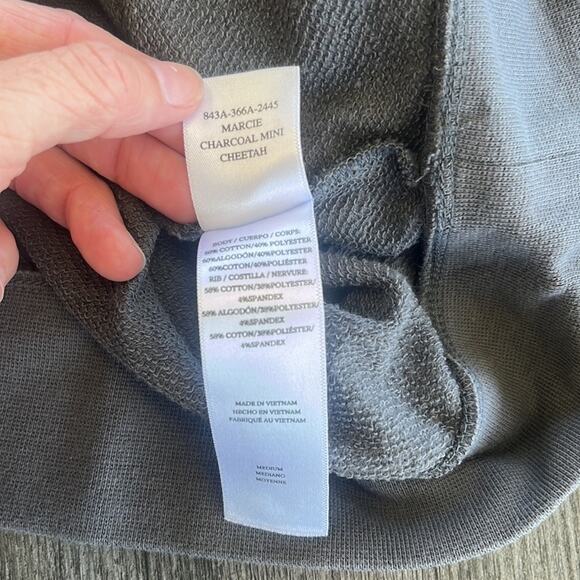 843A-366A-2445
MARCIE
CHARCOAL MINI
CHEETAH
BODY / CUERPO / CORPS:
60% COTTON/40% POLYESTER
60%ALGODÓN/40%POLYESTER
60%COTON/40%POLIÉSTER
RIB / COSTILLA / NERVURE:
58% COTTON/38%POLYESTER/
4%SPANDEX
58% ALGODÓN/38%POLYESTER/
4%SPANDEX
58% COTON/38%POLIÉSTER/
4%SPANDEX
MADE IN VIETNAM
HECHO EN VIETNAM
FABRIQUÉ AU VIETNAM
MEDIUM
MEDIANO
MOYENNE